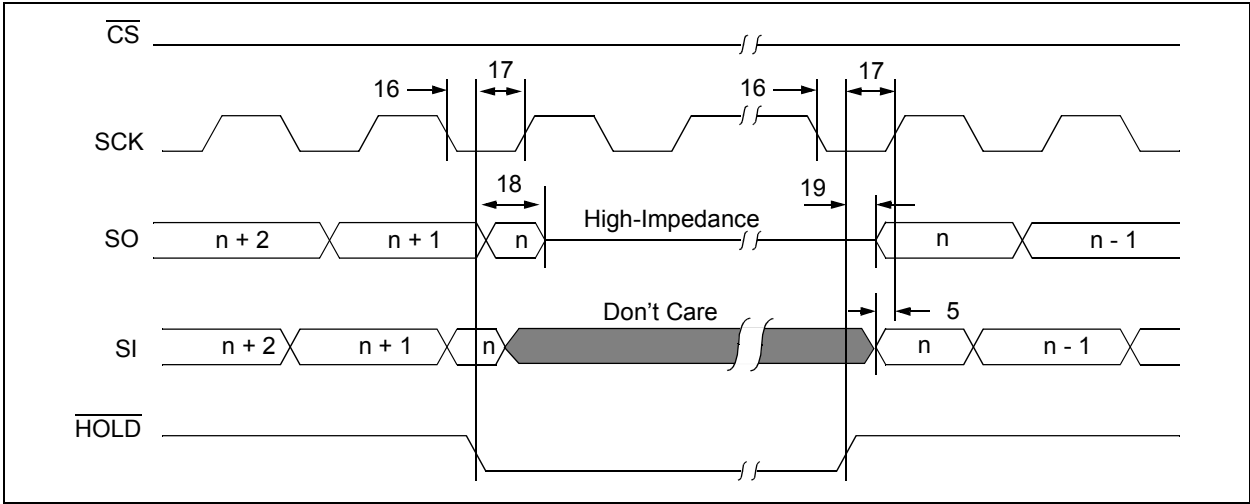 CS
16 17 16 17
SCK
18 19
High-Impedance
SO n + 2 n + 1 n n n - 1
Don't Care 5
SI n + 2 n + 1 n n n - 1
HOLD